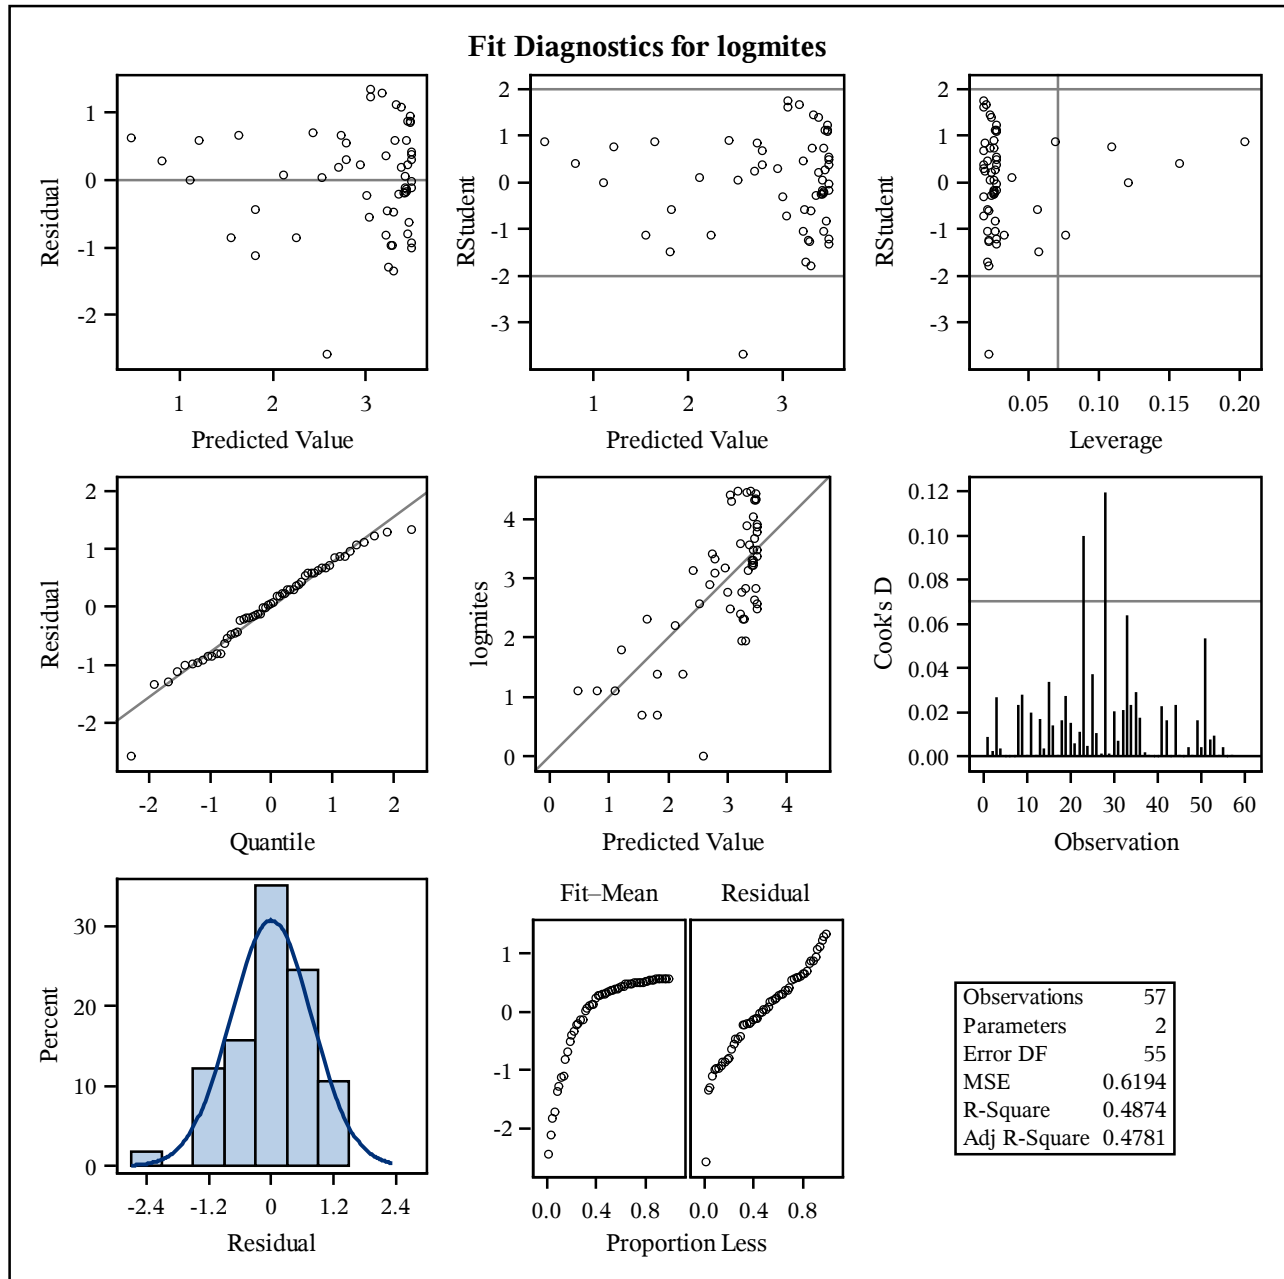 Fit Diagnostics for logmites
Residual
1
0
-1
-2
1 2 3
Predicted Value
RStudent
2
1
0
-1
-2
-3
1 2 3
Predicted Value
RStudent
2
1
0
-1
-2
-3
0.05 0.10 0.15 0.20
Leverage
Residual
2
1
0
-1
-2
-2 -1 0 1 2
Quantile
logmites
4
3
2
1
0
0 1 2 3 4
Predicted Value
Cook's D
0.12
0.10
0.08
0.06
0.04
0.02
0.00
0 10 20 30 40 50 60
Observation
Percent
30
20
10
0
-2.4 -1.2 0 1.2 2.4
Residual
Fit–Mean Residual
1
0
-1
-2
0.0 0.4 0.8 0.0 0.4 0.8
Proportion Less
Observations 57
Parameters 2
Error DF 55
MSE 0.6194
R-Square 0.4874
Adj R-Square 0.4781